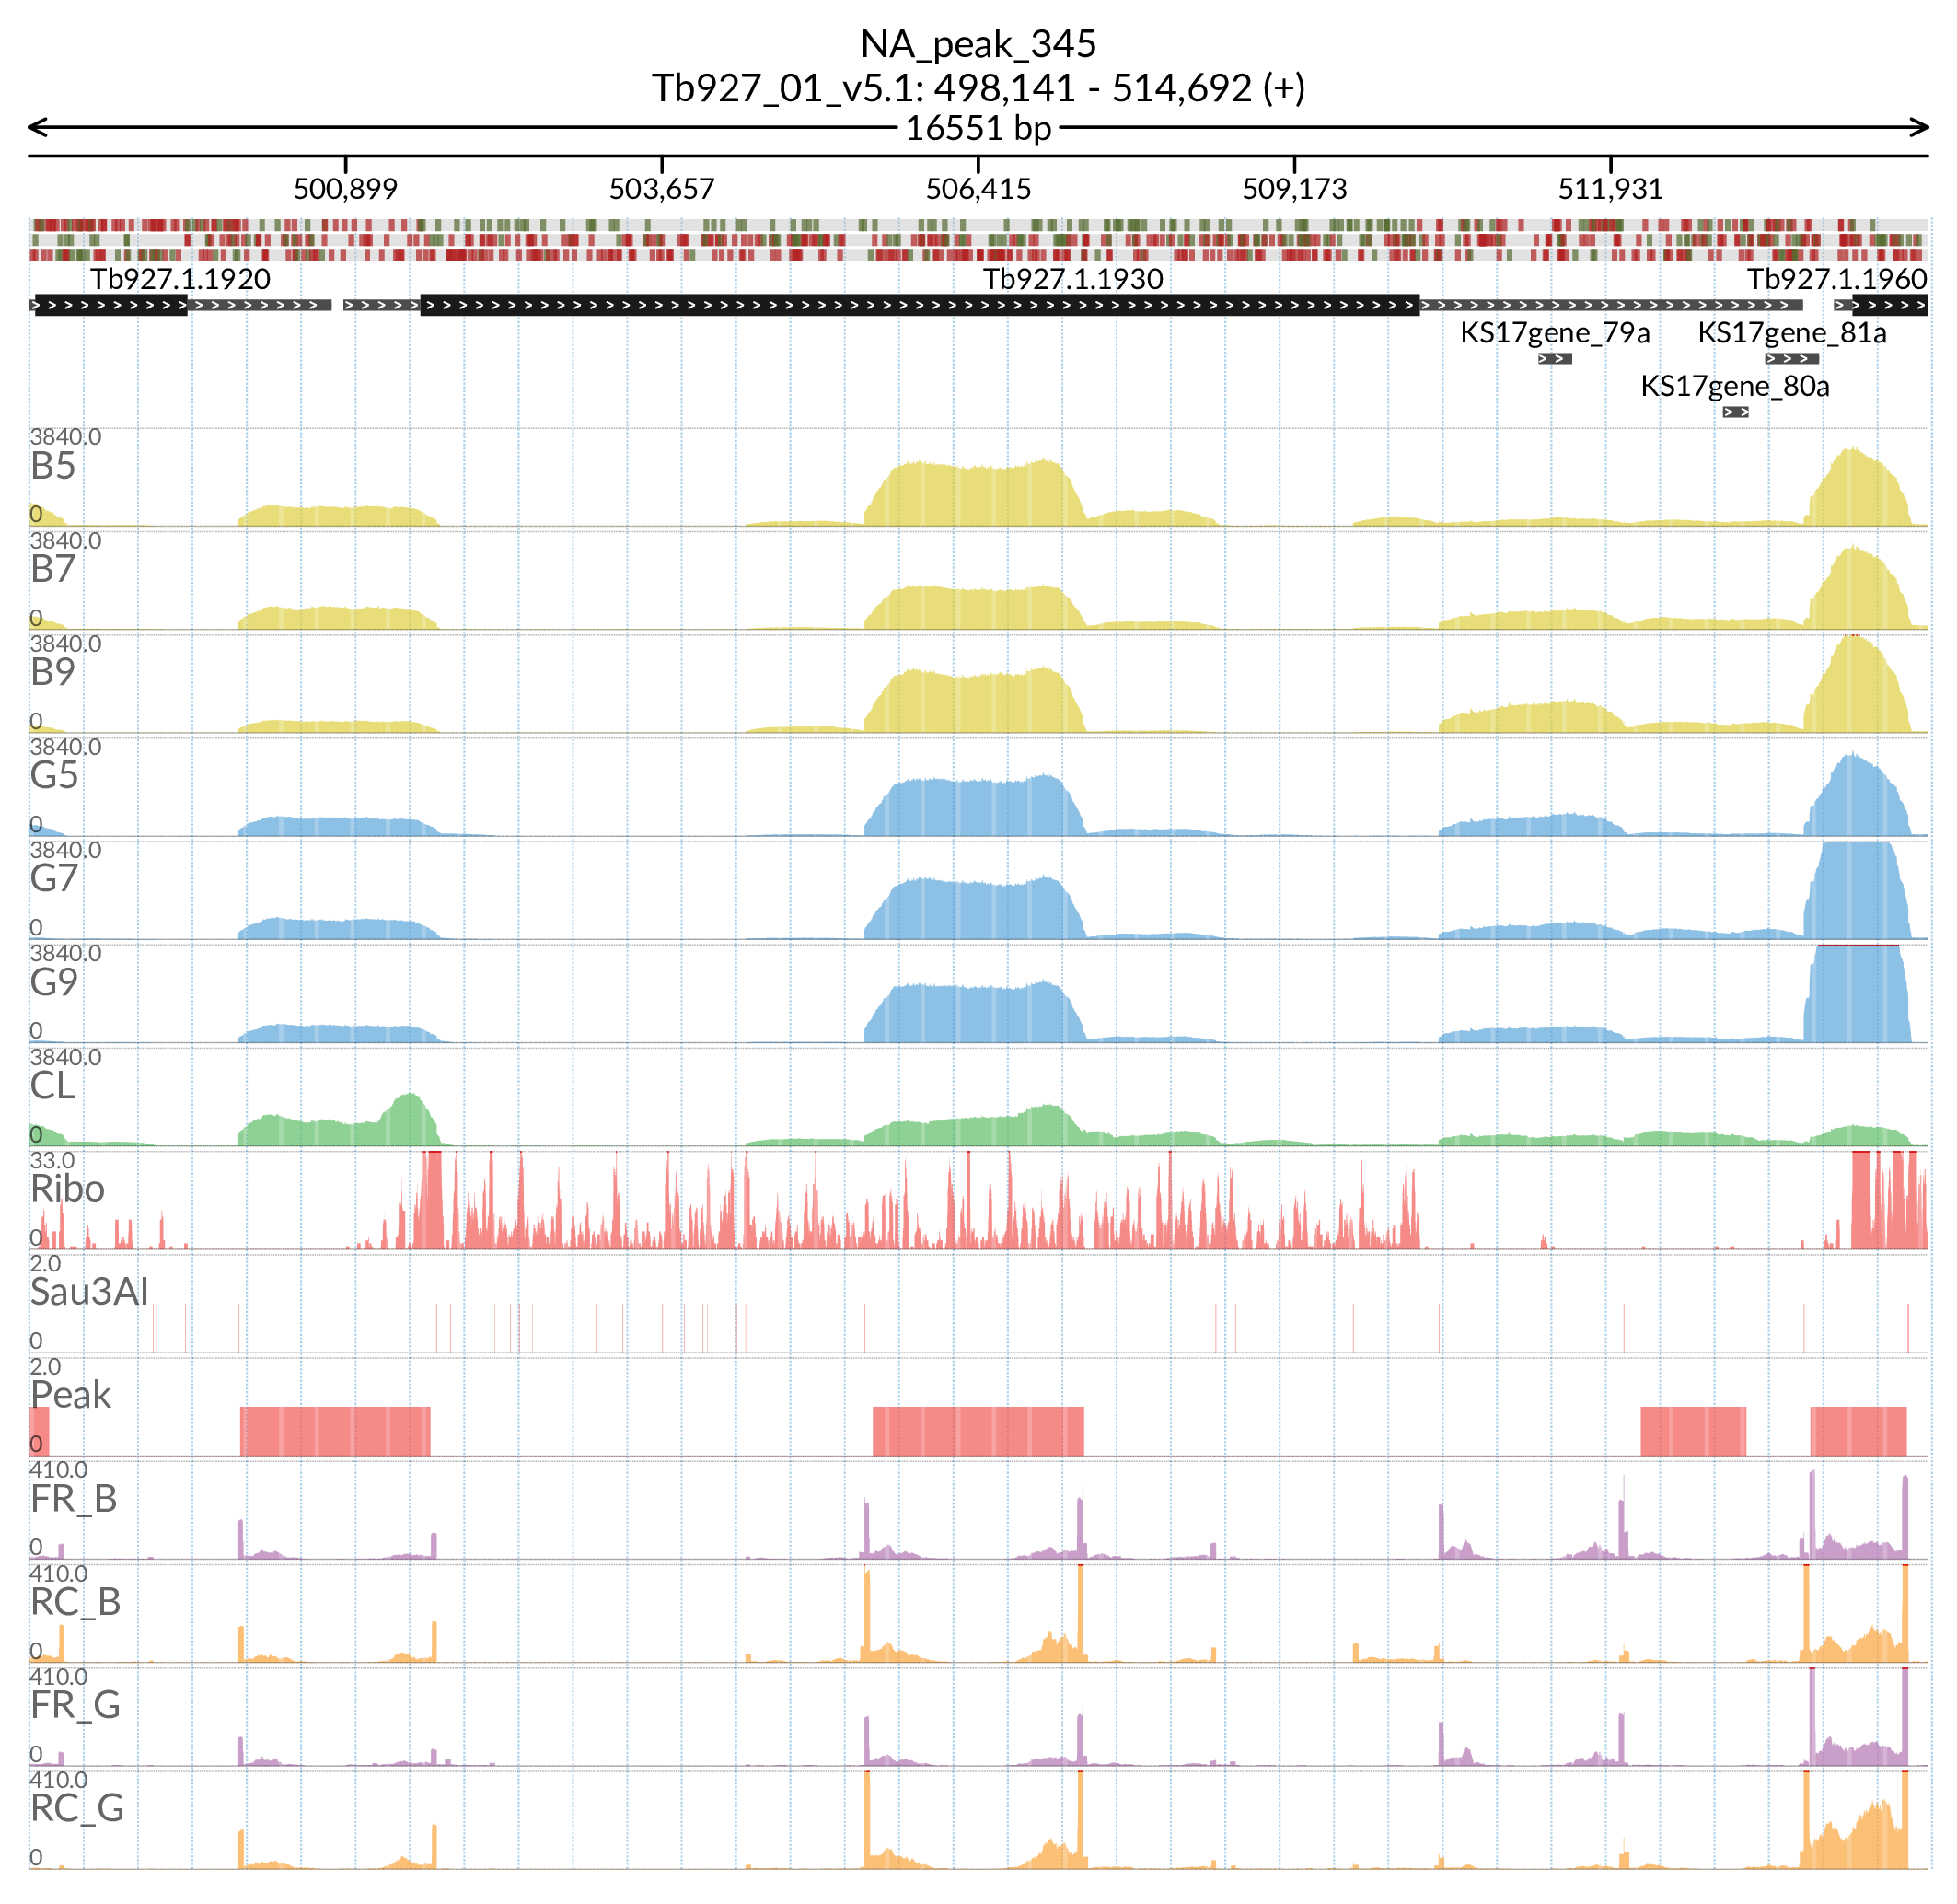 NA_peak_345
Tb927_01_v5.1: 498,141 - 514,692 (+)
16551 bp
500,899 503,657 506,415 509,173 511,931
Tb927.1.1920 Tb927.1.1930 Tb927.1.1960
KS17gene_79a KS17gene_81a
KS17gene_80a
3840.0
B5
0
3840.0
B7
0
3840.0
B9
0
3840.0
G5
0
3840.0
G7
0
3840.0
G9
0
3840.0
CL
0
33.0
Ribo
0
2.0
Sau3AI
0
2.0
Peak
0
410.0
FR_B
0
410.0
RC_B
0
410.0
FR_G
0
410.0
RC_G
0